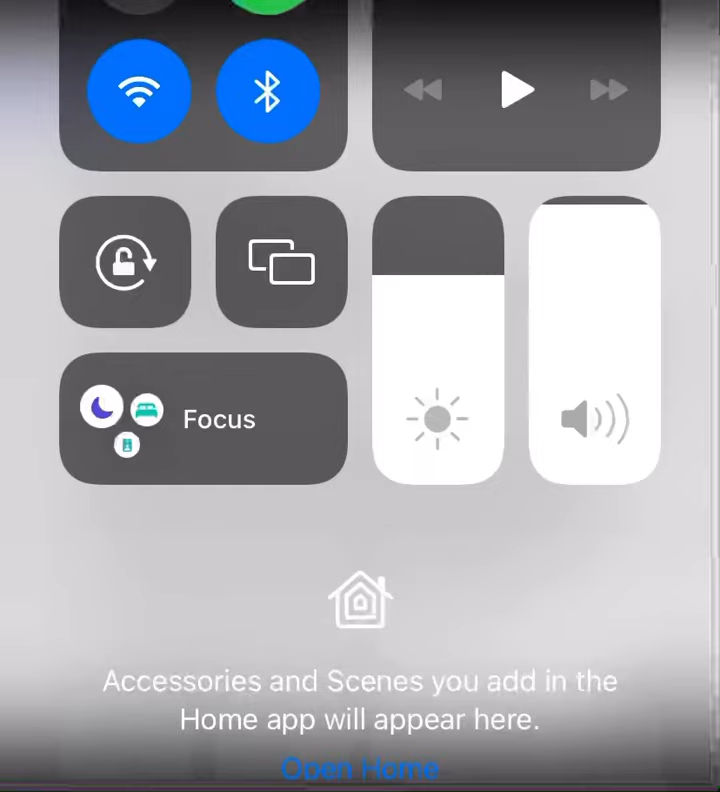 Focus
Accessories and Scenes you add in the
Home app will appear here.
Open Home